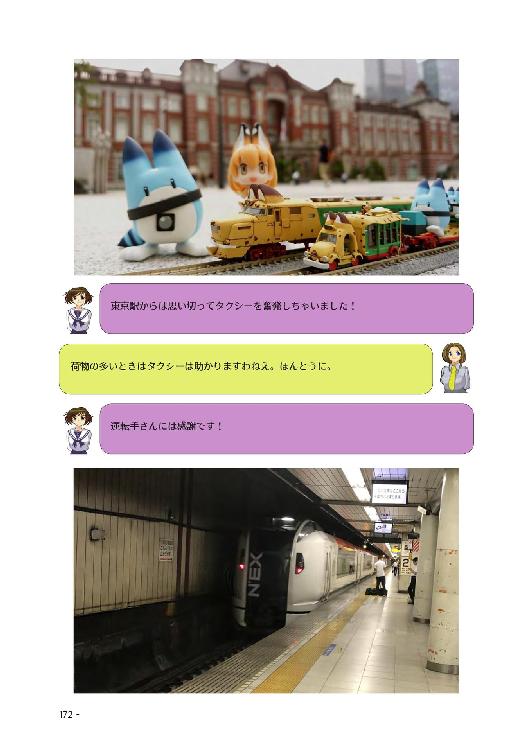 東京駅からは思い切ってタクシーを奮発しちゃいました！
荷物の多いときはタクシーは助かりますわねえ。ほんとうに。
運転手さんには感謝です！
NEX
172 -